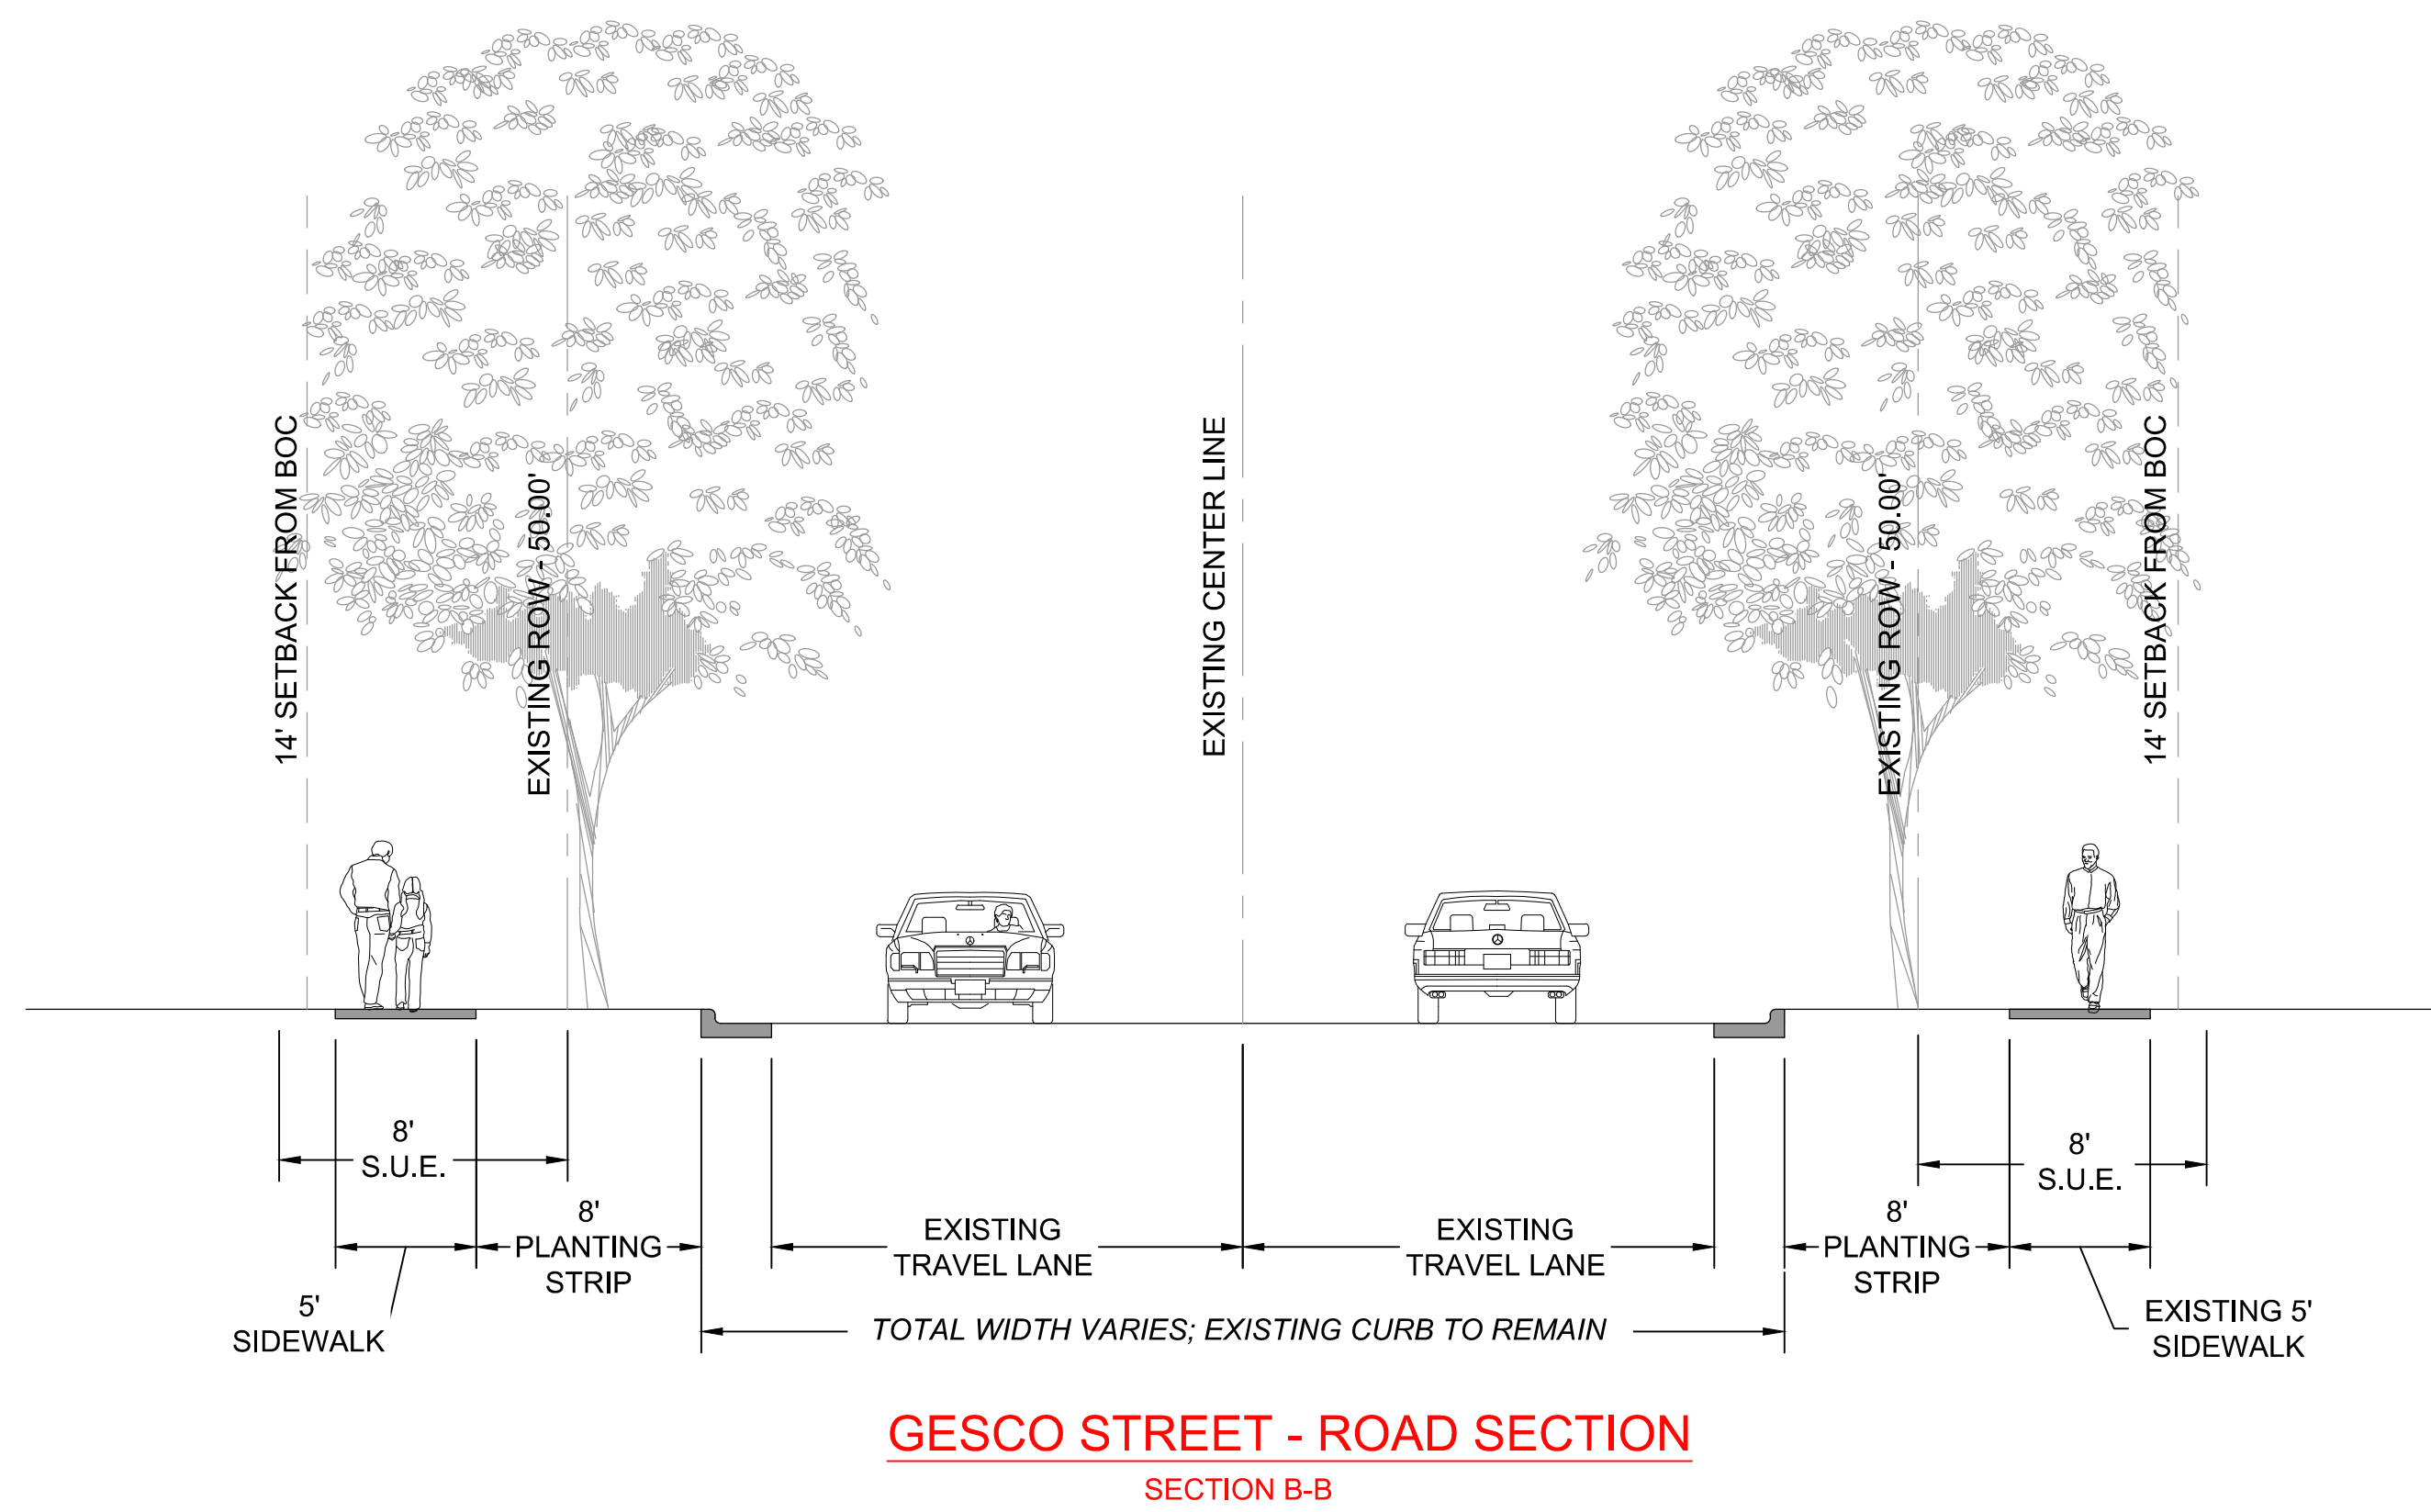 14' SETBACK FROM BOC
EXISTING ROW - 50.00'
EXISTING CENTER LINE
EXISTING ROW - 50.00'
14' SETBACK FROM BOC
8'
S.U.E.
8'
S.U.E.
8'
PLANTING
STRIP
EXISTING
TRAVEL LANE
EXISTING
TRAVEL LANE
8'
PLANTING
STRIP
5'
SIDEWALK
TOTAL WIDTH VARIES; EXISTING CURB TO REMAIN
EXISTING 5'
SIDEWALK
GESCO STREET - ROAD SECTION
SECTION B-B